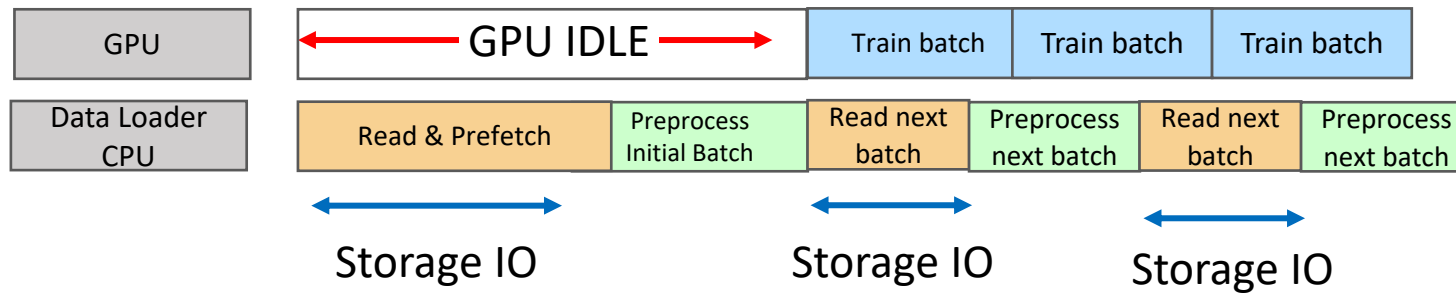 GPU
GPU IDLE
Train batch
Train batch
Train batch
Data Loader
CPU
Read & Prefetch
Preprocess
Initial Batch
Read next
batch
Preprocess
next batch
Read next
batch
Preprocess
next batch
Storage IO
Storage IO
Storage IO